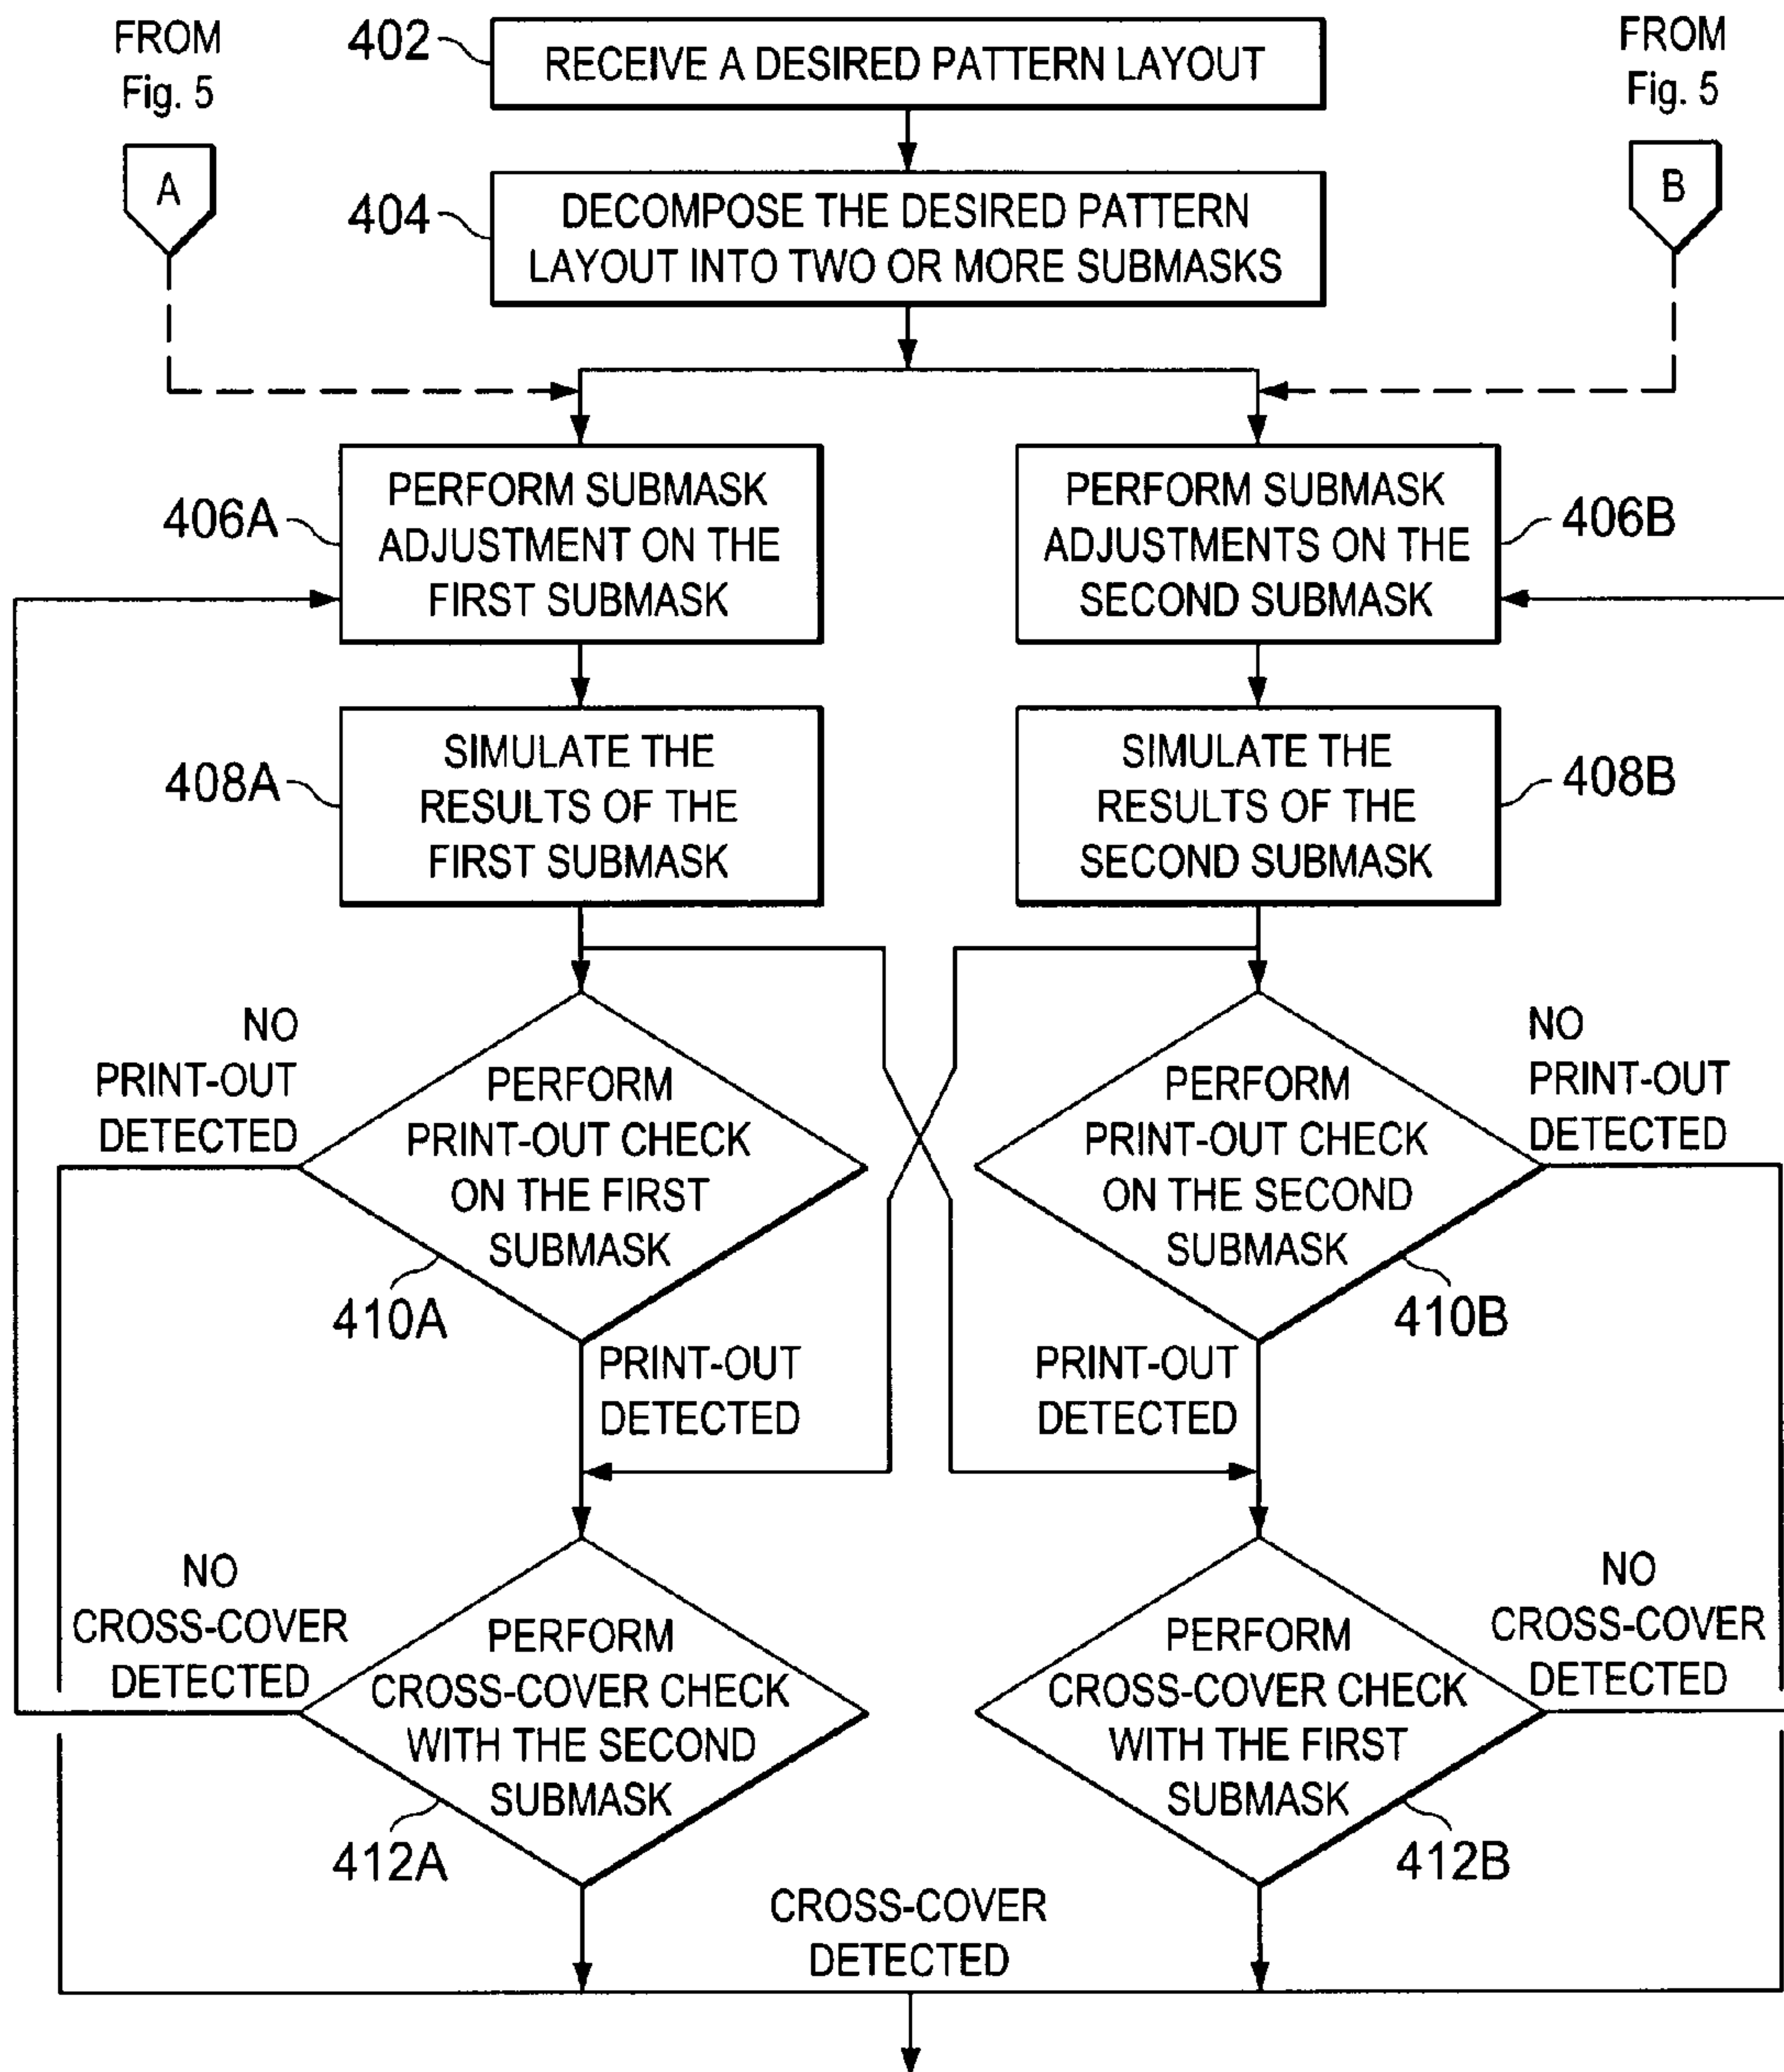 FROM
Fig. 5
A
402
RECEIVE A DESIRED PATTERN LAYOUT
FROM
Fig. 5
B
404
DECOMPOSE THE DESIRED PATTERN
LAYOUT INTO TWO OR MORE SUBMASKS
406A
PERFORM SUBMASK
ADJUSTMENT ON THE
FIRST SUBMASK
PERFORM SUBMASK
ADJUSTMENTS ON THE
SECOND SUBMASK
406B
408A
SIMULATE THE
RESULTS OF THE
FIRST SUBMASK
SIMULATE THE
RESULTS OF THE
SECOND SUBMASK
408B
NO
PRINT-OUT
DETECTED
PERFORM
PRINT-OUT CHECK
ON THE FIRST
SUBMASK
410A
PERFORM
PRINT-OUT CHECK
ON THE SECOND
SUBMASK
410B
NO
PRINT-OUT
DETECTED
PRINT-OUT
DETECTED
PRINT-OUT
DETECTED
NO
CROSS-COVER
DETECTED
PERFORM
CROSS-COVER CHECK
WITH THE SECOND
SUBMASK
412A
PERFORM
CROSS-COVER CHECK
WITH THE FIRST
SUBMASK
412B
NO
CROSS-COVER
DETECTED
CROSS-COVER
DETECTED